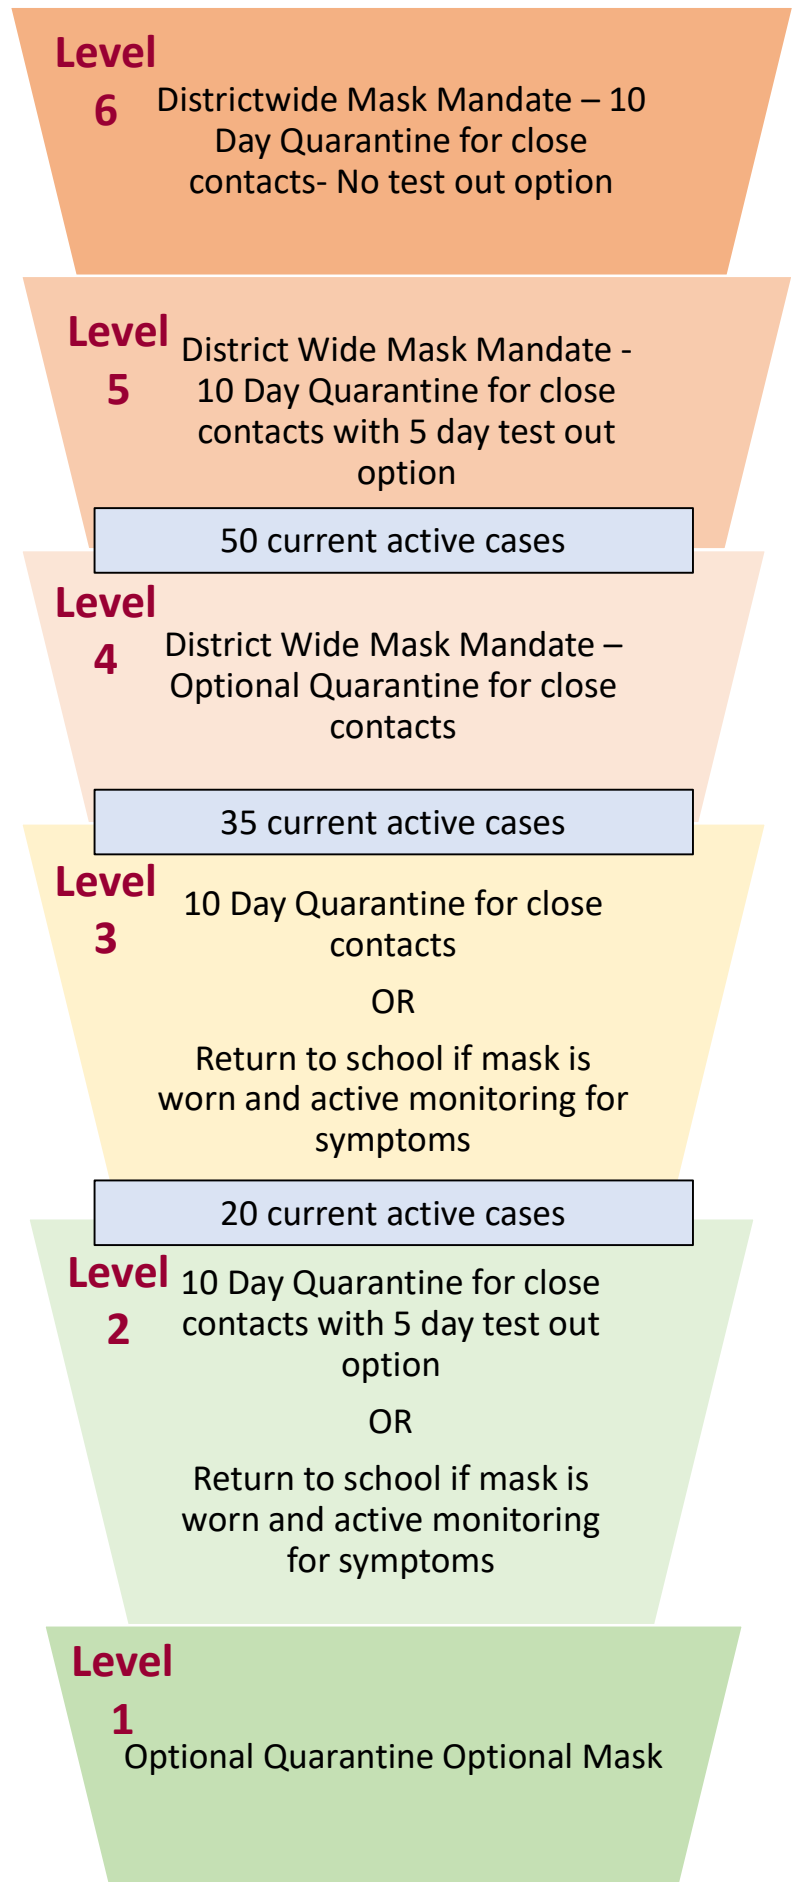 Level
6
Districtwide Mask Mandate – 10
Day Quarantine for close
contacts- No test out option
Level
5
District Wide Mask Mandate -
10 Day Quarantine for close
contacts with 5 day test out
option
50 current active cases
Level
4
District Wide Mask Mandate –
Optional Quarantine for close
contacts
35 current active cases
Level
3
10 Day Quarantine for close
contacts
OR
Return to school if mask is
worn and active monitoring for
symptoms
20 current active cases
Level
2
10 Day Quarantine for close
contacts with 5 day test out
option
OR
Return to school if mask is
worn and active monitoring
for symptoms
Level
1
Optional Quarantine Optional Mask